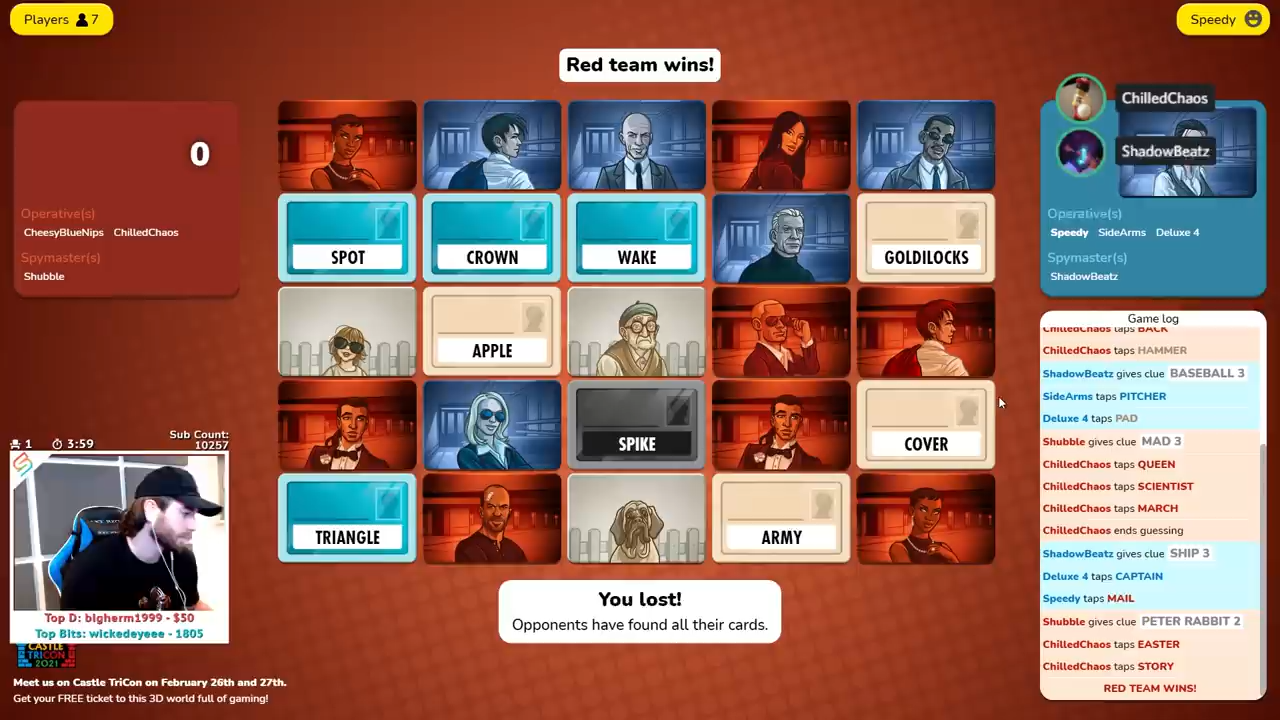 Players 7
Speedy
Red team wins!
0
Operative(s)
CheesyBlueNips ChilledChaos
Spymaster(s)
Shubble
ChilledChaos
ShadowBeatz
Operative(s)
Speedy SideArms Deluxe 4
Spymaster(s)
ShadowBeatz
SPOT
CROWN
WAKE
GOLDILOCKS
APPLE
SPIKE
COVER
TRIANGLE
ARMY
You lost!
Opponents have found all their cards.
Game log
ChilledChaos taps BACK
ChilledChaos taps HAMMER
ShadowBeatz gives clue BASEBALL 3
SideArms taps PITCHER
Deluxe 4 taps PAD
Shubble gives clue MAD 3
ChilledChaos taps QUEEN
ChilledChaos taps SCIENTIST
ChilledChaos taps MARCH
ChilledChaos ends guessing
ShadowBeatz gives clue SHIP 3
Deluxe 4 taps CAPTAIN
Speedy taps MAIL
Shubble gives clue PETER RABBIT 2
ChilledChaos taps EASTER
ChilledChaos taps STORY
RED TEAM WINS!
1 3:59
Sub Count:
10257
Top D: bigherm1999 - $50
Top Bits: wickedyeee - 1805
CASTLE
TRICON
2021
Meet us on Castle TriCon on February 26th and 27th.
Get your FREE ticket to this 3D world full of gaming!